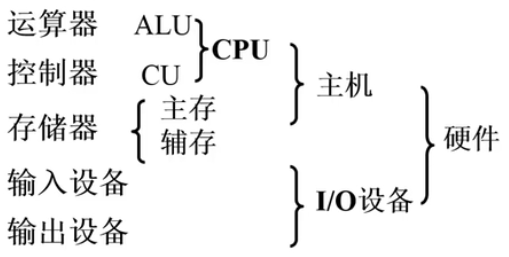 运算器 ALU
CPU
控制器 CU
主机
存储器
主存
辅存
硬件
输入设备
I/O设备
输出设备